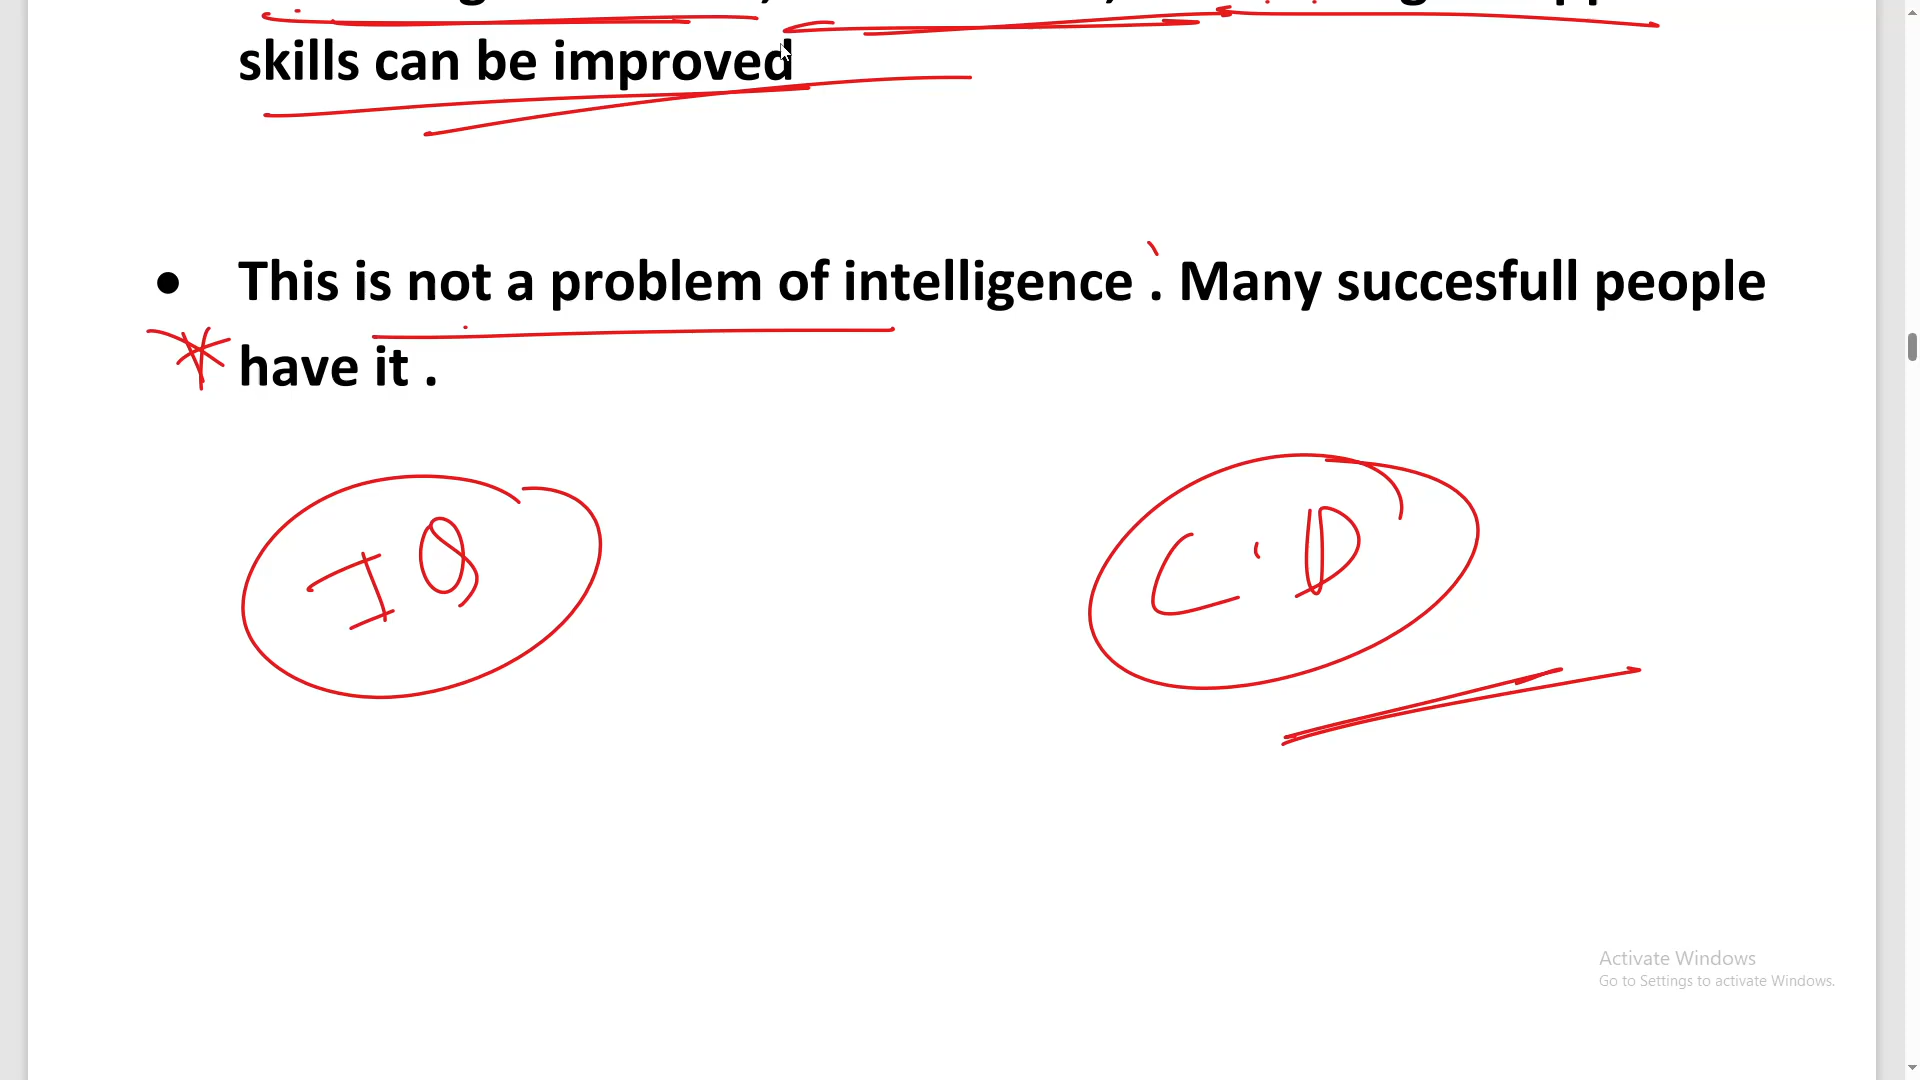 skills can be improved
• This is not a problem of intelligence . Many succesfull people
have it .
IQ
L.D
Activate Windows
Go to Settings to activate Windows.